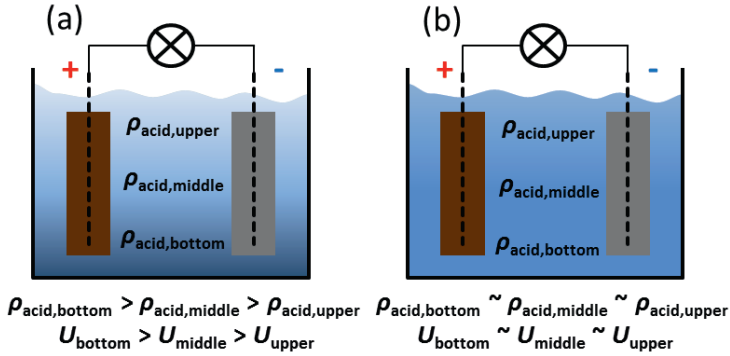 (a)
+ -
ρacid,upper
ρacid,middle
ρacid,bottom
ρacid,bottom > ρacid,middle > ρacid,upper
Ubottom > Umiddle > Uupper
(b)
+ -
ρacid,upper
ρacid,middle
ρacid,bottom
ρacid,bottom ~ ρacid,middle ~ ρacid,upper
Ubottom ~ Umiddle ~ Uupper